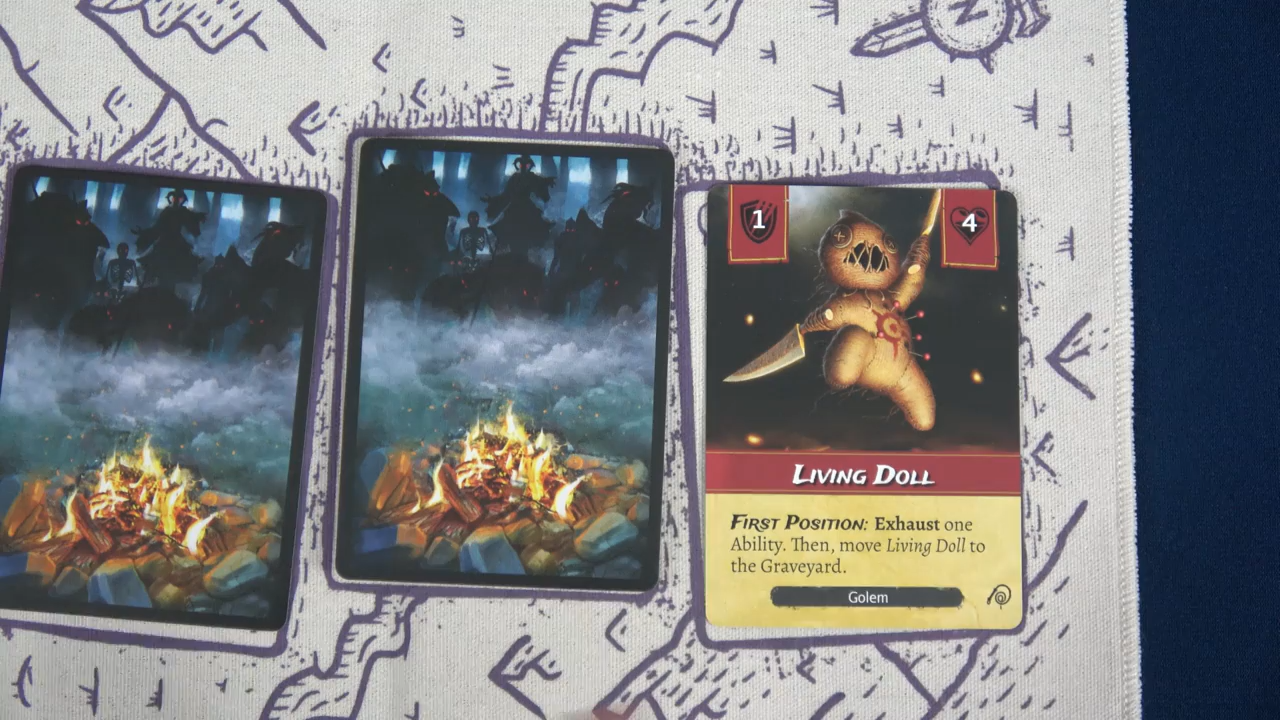 1
4
Living Doll
First Position: Exhaust one
Ability. Then, move Living Doll to
the Graveyard.
Golem